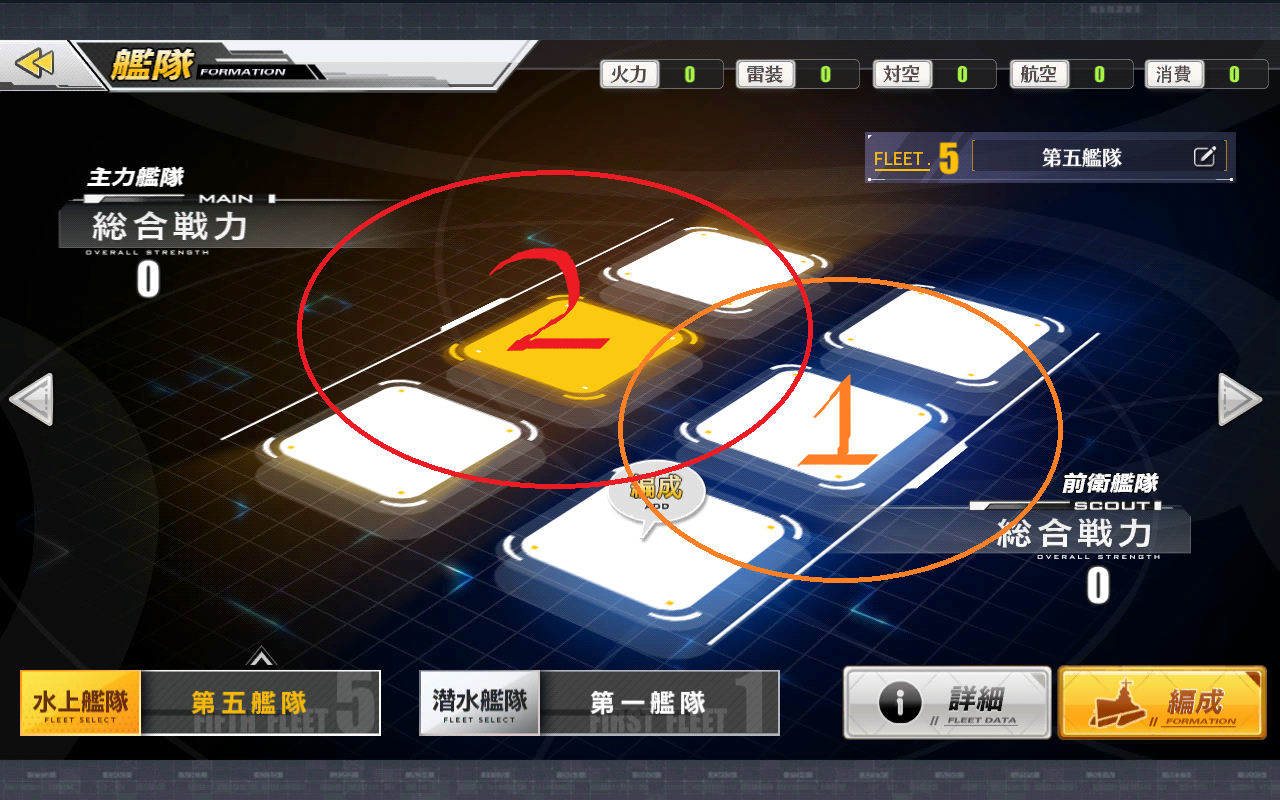 艦隊 FORMATION
火力 0 雷装 0 対空 0 航空 0 消費 0
FLEET. 5 第五艦隊
主力艦隊
MAIN
総合戦力
OVERALL STRENGTH
0
2
1
編成
ADD
前衛艦隊
SCOUT
総合戦力
OVERALL STRENGTH
0
水上艦隊
FLEET SELECT
第五艦隊
FIFTH FLEET 5
潜水艦隊
FLEET SELECT
第一艦隊
FIRST FLEET 1
詳細
// FLEET DATA
編成
// FORMATION